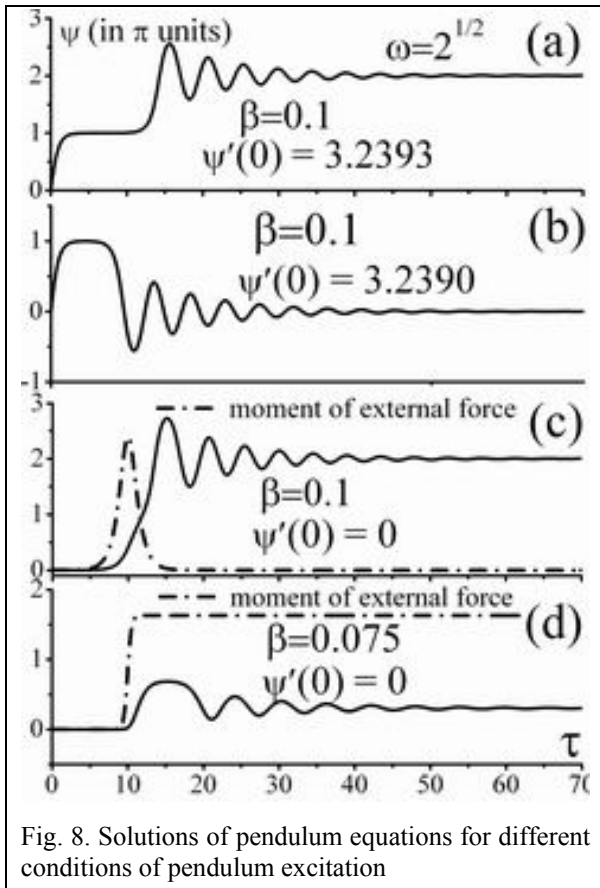 ψ (in π units)
ω=2^1/2
(a)
3
2
1
0
β=0.1
ψ′(0) = 3.2393
(b)
1
0
-1
β=0.1
ψ′(0) = 3.2390
moment of external force
(c)
3
2
1
0
β=0.1
ψ′(0) = 0
moment of external force
(d)
2
1
0
β=0.075
ψ′(0) = 0
τ
0 10 20 30 40 50 60 70
Fig. 8. Solutions of pendulum equations for different
conditions of pendulum excitation